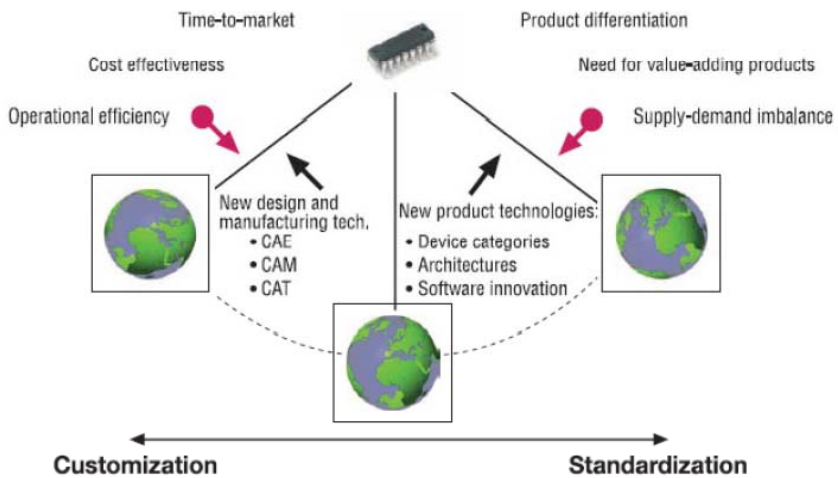 Time-to-market
Product differentiation
Cost effectiveness
Need for value-adding products
Operational efficiency
Supply-demand imbalance
New design and
manufacturing tech,
• CAE
• CAM
• CAT
New product technologies:
• Device categories
• Architectures
• Software innovation
Customization
Standardization